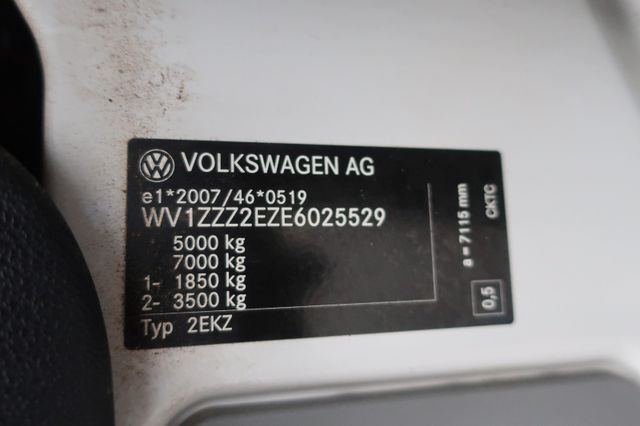 VOLKSWAGEN AG
e1*2007/46*0519
WV1ZZZ2EZE6025529
5000 kg
7000 kg
1- 1850 kg
2- 3500 kg
Typ 2EKZ
a = 7115 mm
CKTC
0,5